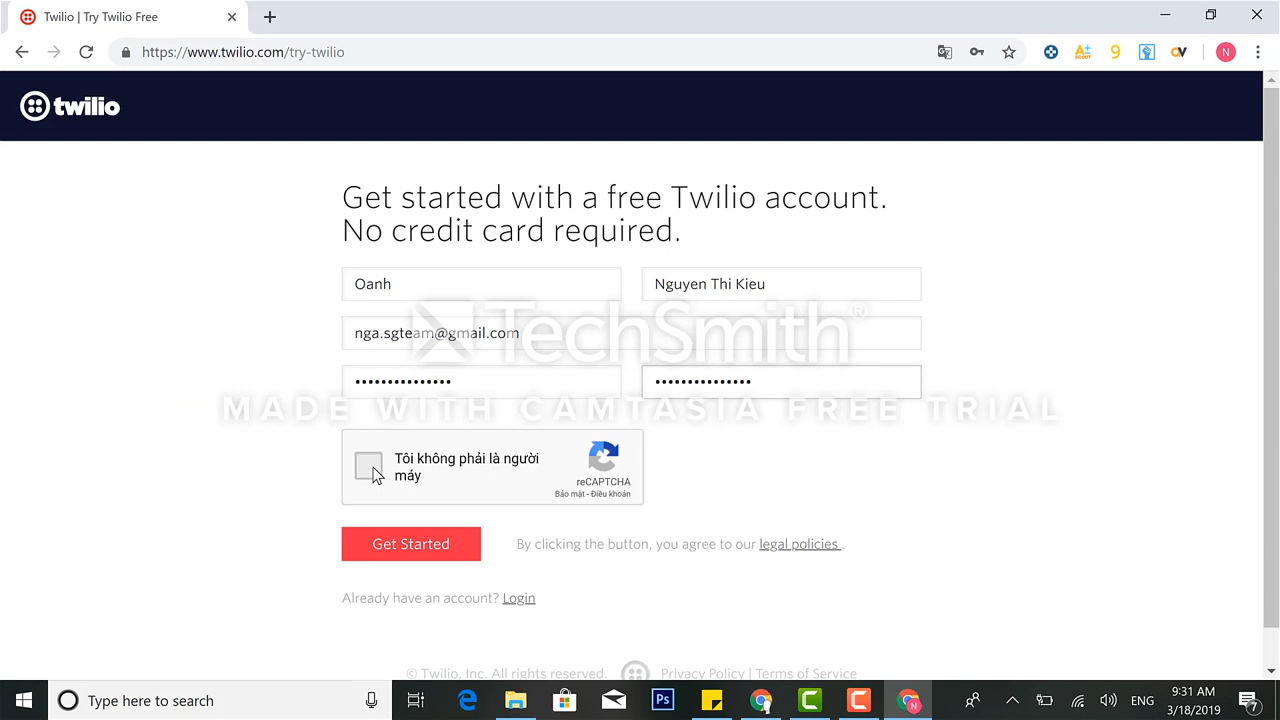 Twilio | Try Twilio Free
https://www.twilio.com/try-twilio
A+
SCOUT
9
N
twilio
Get started with a free Twilio account.
No credit card required.
Oanh
Nguyen Thi Kieu
nga.sgteam@gmail.com
TechSmith®
•••••••••••••••
•••••••••••••••
MADE WITH CAMTASIA FREE TRIAL
Tôi không phải là người
máy
reCAPTCHA
Bảo mật - Điều khoản
Get Started
By clicking the button, you agree to our legal policies .
Already have an account? Login
© Twilio, Inc. All rights reserved.
Privacy Policy | Terms of Service
Type here to search
Ps
N
ENG
9:31 AM
3/18/2019
7